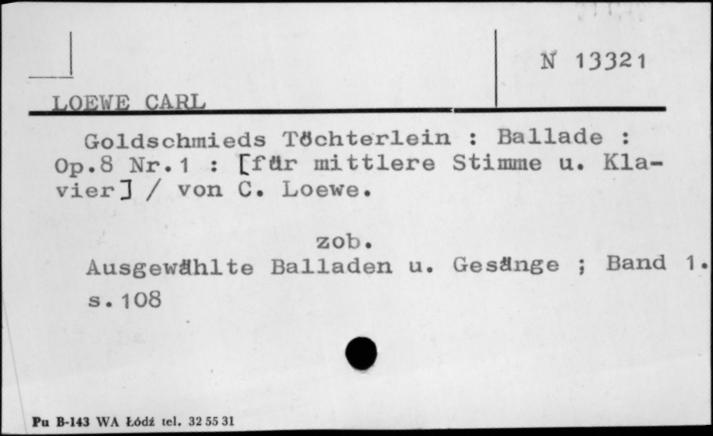 N 13321
LOEWE CARL
Goldschmieds Töchterlein : Ballade :
Op.8 Nr.1 : [für mittlere Stimme u. Kla-
vier] / von C. Loewe.
zob.
Ausgewählte Balladen u. Gesänge ; Band 1.
s.108
Pu B-143 WA Łódź tel. 32 55 31